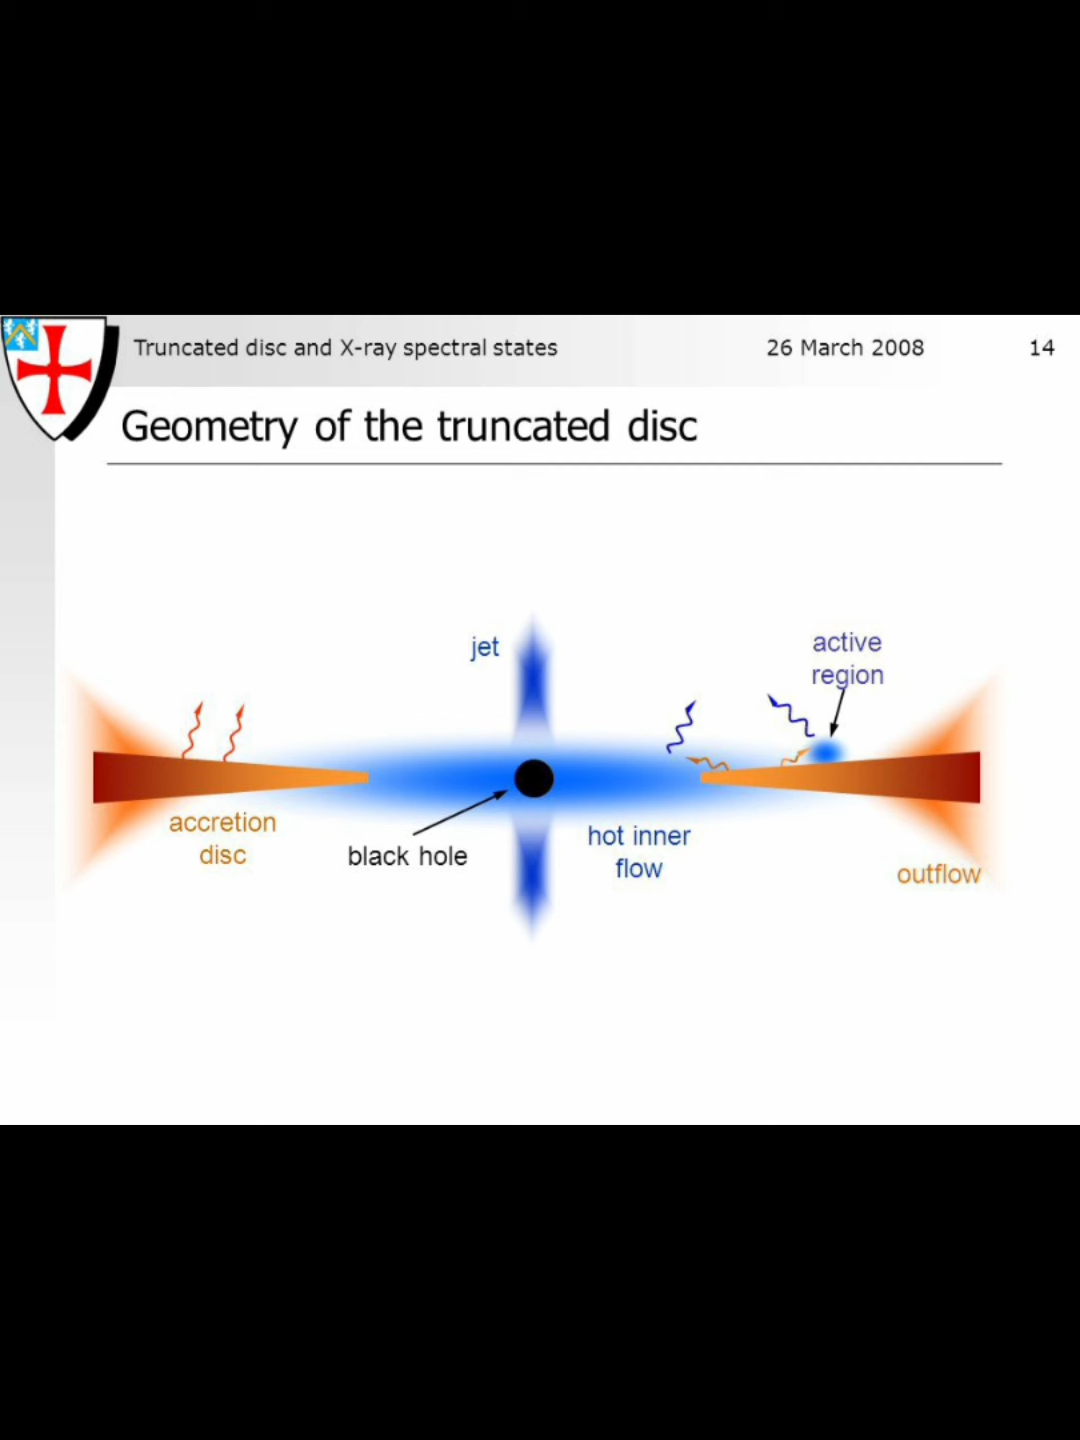 Truncated disc and X-ray spectral states 26 March 2008 14
Geometry of the truncated disc
jet
active
region
accretion
disc
black hole
hot inner
flow
outflow